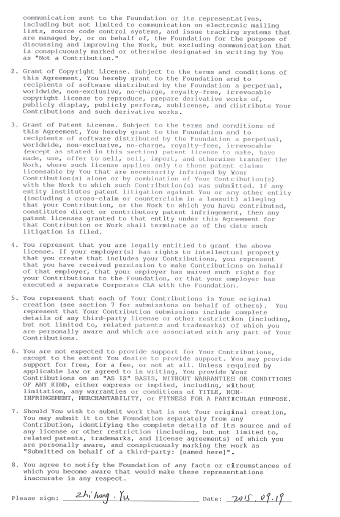 communication sent to the Foundation or its representatives,
including but not limited to communication on electronic mailing
lists, source code control systems, and issue tracking systems that
are managed by, or on behalf of, the Foundation for the purpose of
discussing and improving the Work, but excluding communication that
is conspicuously marked or otherwise designated in writing by You
as "Not a Contribution."
2. Grant of Copyright License. Subject to the terms and conditions of
this Agreement, You hereby grant to the Foundation and to
recipients of software distributed by the Foundation a perpetual,
worldwide, non-exclusive, no-charge, royalty-free, irrevocable
copyright license to reproduce, prepare derivative works of,
publicly display, publicly perform, sublicense, and distribute Your
Contributions and such derivative works.
3. Grant of Patent License. Subject to the terms and conditions of
this Agreement, You hereby grant to the Foundation and to
recipients of software distributed by the Foundation a perpetual,
worldwide, non-exclusive, no-charge, royalty-free, irrevocable
(except as stated in this section) patent license to make, have
made, use, offer to sell, sell, import, and otherwise transfer the
Work, where such license applies only to those patent claims
licensable by You that are necessarily infringed by Your
Contribution(s) alone or by combination of Your Contribution(s)
with the Work to which such Contribution(s) was submitted. If any
entity institutes patent litigation against You or any other entity
(including a cross-claim or counterclaim in a lawsuit) alleging
that your Contribution, or the Work to which you have contributed,
constitutes direct or contributory patent infringement, then any
patent licenses granted to that entity under this Agreement for
that Contribution or Work shall terminate as of the date such
litigation is filed.
4. You represent that you are legally entitled to grant the above
license. If your employer(s) has rights to intellectual property
that you create that includes your Contributions, you represent
that you have received permission to make Contributions on behalf
of that employer, that your employer has waived such rights for
your Contributions to the Foundation, or that your employer has
executed a separate Corporate CLA with the Foundation.
5. You represent that each of Your Contributions is Your original
creation (see section 7 for submissions on behalf of others). You
represent that Your Contribution submissions include complete
details of any third-party license or other restriction (including,
but not limited to, related patents and trademarks) of which you
are personally aware and which are associated with any part of Your
Contributions.
6. You are not expected to provide support for Your Contributions,
except to the extent You desire to provide support. You may provide
support for free, for a fee, or not at all. Unless required by
applicable law or agreed to in writing, You provide Your
Contributions on an "AS IS" BASIS, WITHOUT WARRANTIES OR CONDITIONS
OF ANY KIND, either express or implied, including, without
limitation, any warranties or conditions of TITLE, NON-
INFRINGEMENT, MERCHANTABILITY, or FITNESS FOR A PARTICULAR PURPOSE.
7. Should You wish to submit work that is not Your original creation,
You may submit it to the Foundation separately from any
Contribution, identifying the complete details of its source and of
any license or other restriction (including, but not limited to,
related patents, trademarks, and license agreements) of which you
are personally aware, and conspicuously marking the work as
"Submitted on behalf of a third-party: [named here]".
8. You agree to notify the Foundation of any facts or circumstances of
which you become aware that would make these representations
inaccurate in any respect.
Please sign: Zhihong Yu Date: 2015.09.19